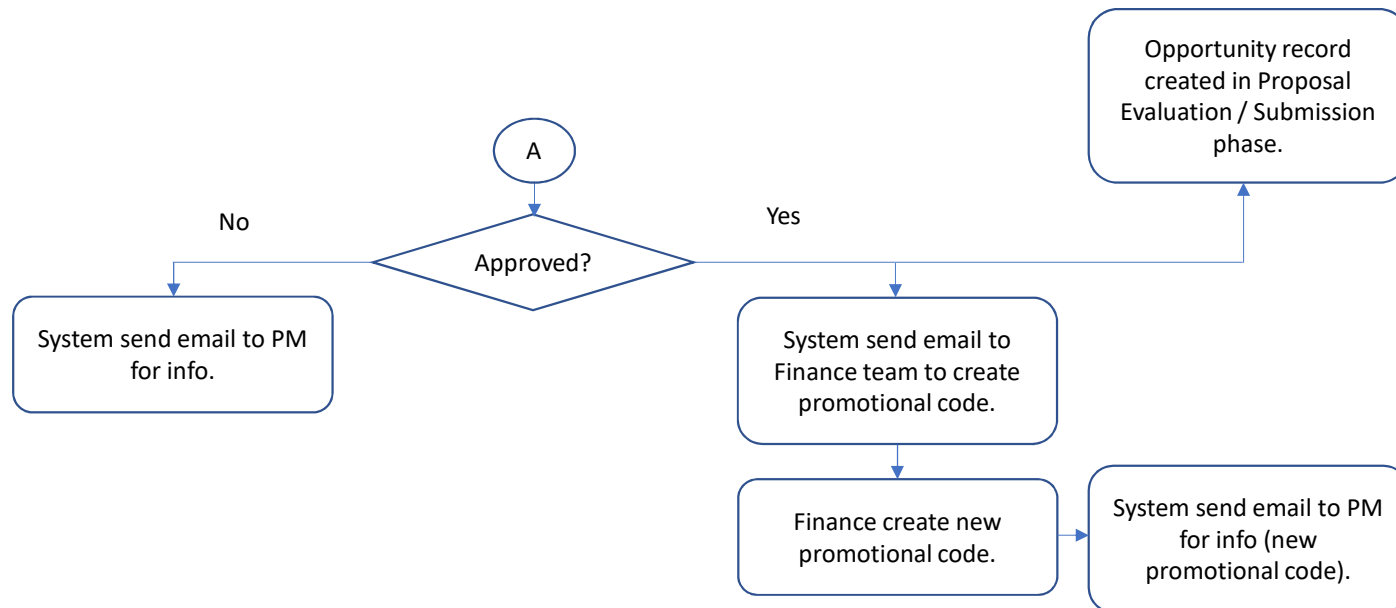 Opportunity record
created in Proposal
Evaluation / Submission
phase.
A
No
Yes
Approved?
System send email to PM
for info.
System send email to
Finance team to create
promotional code.
Finance create new
promotional code.
System send email to PM
for info (new
promotional code).